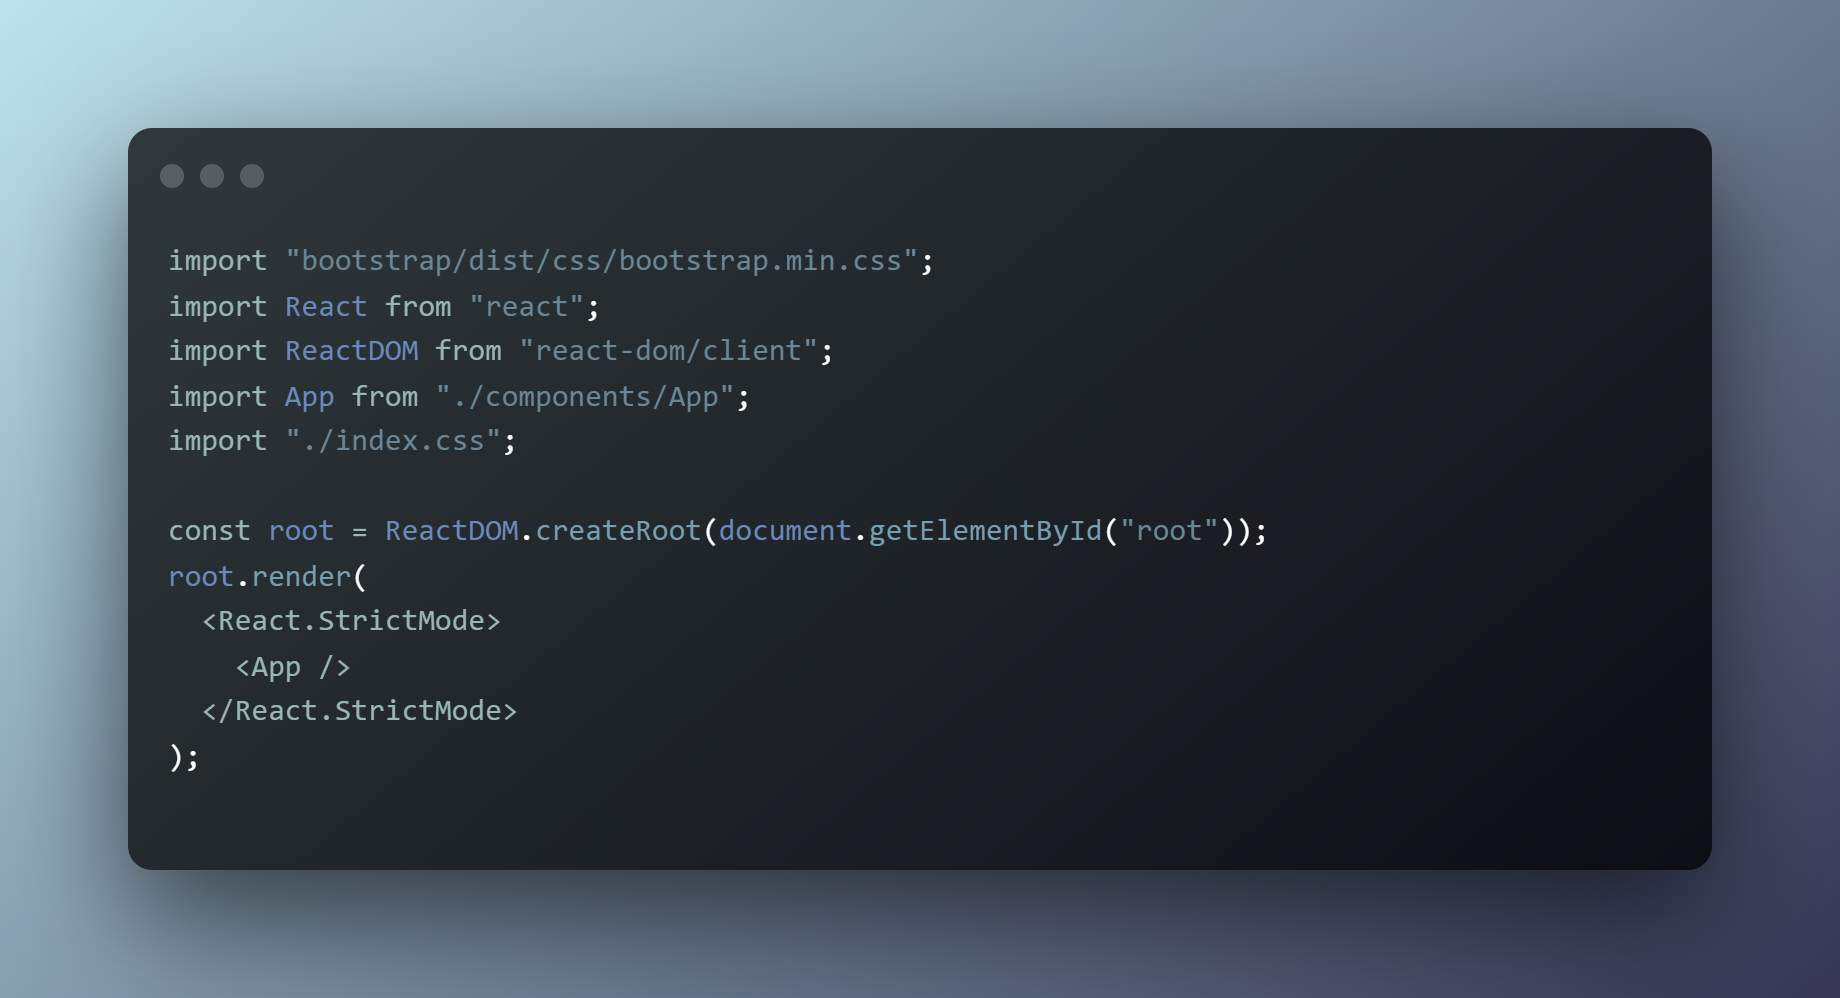 import "bootstrap/dist/css/bootstrap.min.css";
import React from "react";
import ReactDOM from "react-dom/client";
import App from "./components/App";
import "./index.css";

const root = ReactDOM.createRoot(document.getElementById("root"));
root.render(
  <React.StrictMode>
    <App />
  </React.StrictMode>
);